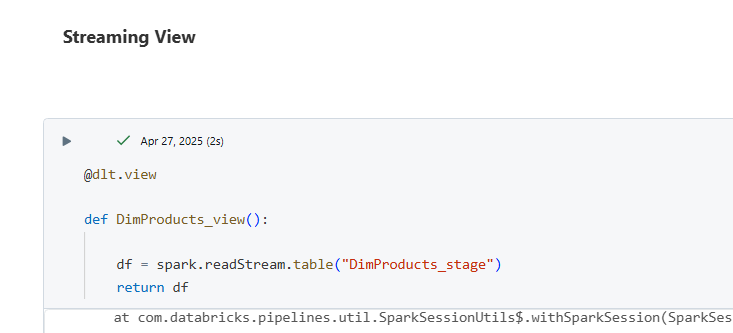 Streaming View
Apr 27, 2025 (2s)
@dlt.view
def DimProducts_view():
df = spark.readStream.table("DimProducts_stage")
return df
at com.databricks.pipelines.util.SparkSessionUtils$.withSparkSession(SparkSes